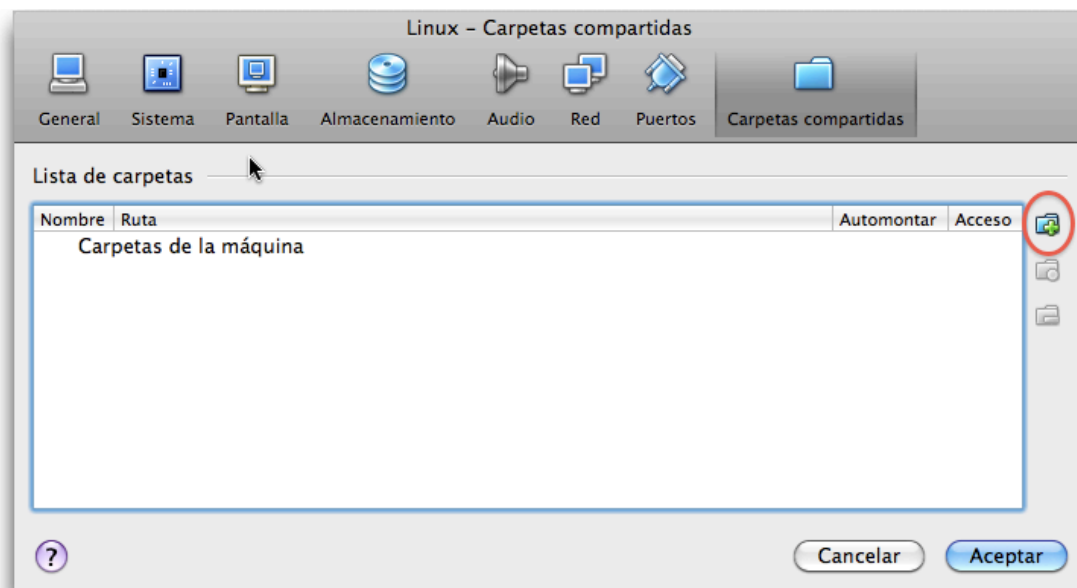 Linux – Carpetas compartidas
General Sistema Pantalla Almacenamiento Audio Red Puertos Carpetas compartidas
Lista de carpetas
Nombre Ruta Automontar Acceso
Carpetas de la máquina
? Cancelar Aceptar